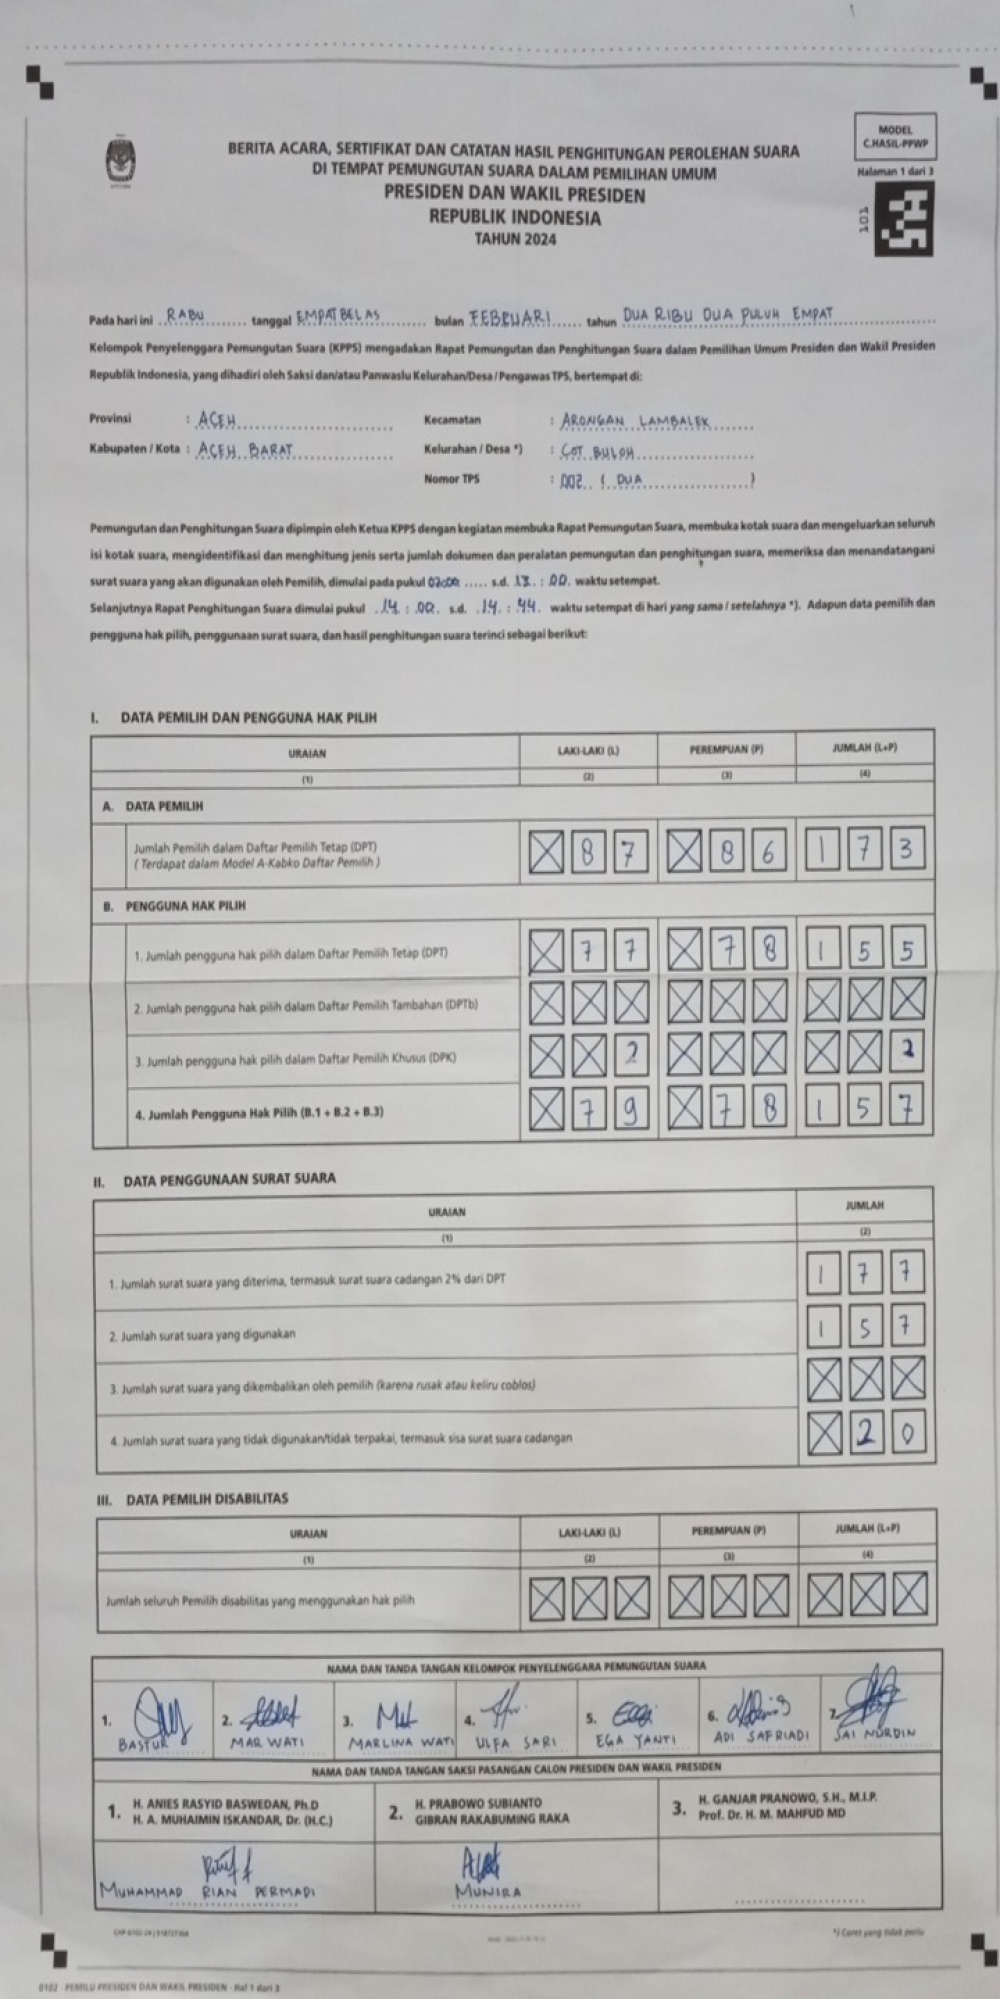 MODEL
C.HASIL-PPWP
Halaman 1 dari 3
101
BERITA ACARA, SERTIFIKAT DAN CATATAN HASIL PENGHITUNGAN PEROLEHAN SUARA
DI TEMPAT PEMUNGUTAN SUARA DALAM PEMILIHAN UMUM
PRESIDEN DAN WAKIL PRESIDEN
REPUBLIK INDONESIA
TAHUN 2024
Pada hari ini RABU tanggal EMPAT BELAS bulan FEBRUARI tahun DUA RIBU DUA PULUH EMPAT
Kelompok Penyelenggara Pemungutan Suara (KPPS) mengadakan Rapat Pemungutan dan Penghitungan Suara dalam Pemilihan Umum Presiden dan Wakil Presiden
Republik Indonesia, yang dihadiri oleh Saksi dan/atau Panwaslu Kelurahan/Desa / Pengawas TPS, bertempat di:
Provinsi : ACEH Kecamatan : ARONGAN LAMBALEK
Kabupaten / Kota : ACEH BARAT Kelurahan / Desa *) : COT BULOH
Nomor TPS : 002 ( DUA )
Pemungutan dan Penghitungan Suara dipimpin oleh Ketua KPPS dengan kegiatan membuka Rapat Pemungutan Suara, membuka kotak suara dan mengeluarkan seluruh
isi kotak suara, mengidentifikasi dan menghitung jenis serta jumlah dokumen dan peralatan pemungutan dan penghitungan suara, memeriksa dan menandatangani
surat suara yang akan digunakan oleh Pemilih, dimulai pada pukul 07:00 s.d. 13 : 00 waktu setempat.
Selanjutnya Rapat Penghitungan Suara dimulai pukul 14 : 00 s.d. 14 : 44 waktu setempat di hari yang sama / setelahnya *). Adapun data pemilih dan
pengguna hak pilih, penggunaan surat suara, dan hasil penghitungan suara terinci sebagai berikut:
I. DATA PEMILIH DAN PENGGUNA HAK PILIH
URAIAN LAKI-LAKI (L) PEREMPUAN (P) JUMLAH (L+P)
(1) (2) (3) (4)
A. DATA PEMILIH
Jumlah Pemilih dalam Daftar Pemilih Tetap (DPT)
( Terdapat dalam Model A-Kabko Daftar Pemilih )
X 8 7 X 8 6 1 7 3
B. PENGGUNA HAK PILIH
1. Jumlah pengguna hak pilih dalam Daftar Pemilih Tetap (DPT) X 7 7 X 7 8 1 5 5
2. Jumlah pengguna hak pilih dalam Daftar Pemilih Tambahan (DPTb) X X X X X X X X X
3. Jumlah pengguna hak pilih dalam Daftar Pemilih Khusus (DPK) X X 2 X X X X X 2
4. Jumlah Pengguna Hak Pilih (B.1 + B.2 + B.3) X 7 9 X 7 8 1 5 7
II. DATA PENGGUNAAN SURAT SUARA
URAIAN JUMLAH
(1) (2)
1. Jumlah surat suara yang diterima, termasuk surat suara cadangan 2% dari DPT 1 7 7
2. Jumlah surat suara yang digunakan 1 5 7
3. Jumlah surat suara yang dikembalikan oleh pemilih (karena rusak atau keliru coblos) X X X
4. Jumlah surat suara yang tidak digunakan/tidak terpakai, termasuk sisa surat suara cadangan X 2 0
III. DATA PEMILIH DISABILITAS
URAIAN LAKI-LAKI (L) PEREMPUAN (P) JUMLAH (L+P)
(1) (2) (3) (4)
Jumlah seluruh Pemilih disabilitas yang menggunakan hak pilih X X X X X X X X X
NAMA DAN TANDA TANGAN KELOMPOK PENYELENGGARA PEMUNGUTAN SUARA
1. 2. 3. 4. 5. 6. 7.
BASYUR MARWATI MARLINA WATI ULFA SARI EGA YANTI ADI SAFRIADI SAI NURDIN
NAMA DAN TANDA TANGAN SAKSI PASANGAN CALON PRESIDEN DAN WAKIL PRESIDEN
1. H. ANIES RASYID BASWEDAN, Ph.D
H. A. MUHAIMIN ISKANDAR, Dr. (H.C.)
2. H. PRABOWO SUBIANTO
GIBRAN RAKABUMING RAKA
3. H. GANJAR PRANOWO, S.H., M.I.P.
Prof. Dr. H. M. MAHFUD MD
MUHAMMAD RIAN PERMADI MUNIRA
*) Coret yang tidak perlu
0102 - PEMILU PRESIDEN DAN WAKIL PRESIDEN - Hal 1 dari 3